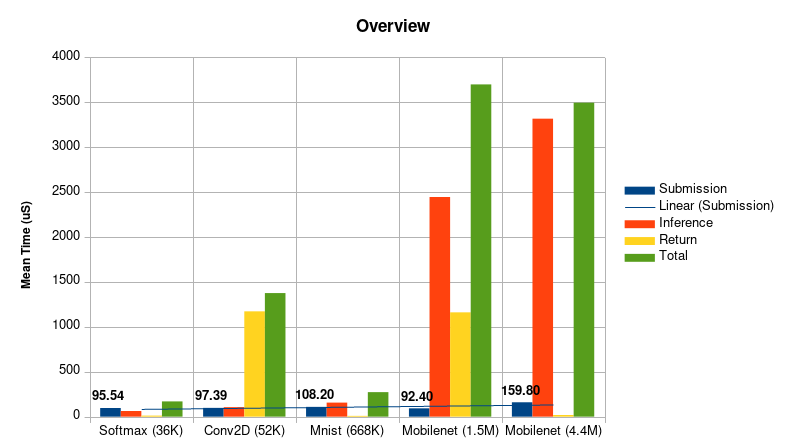 Overview
Mean Time (uS)
4000
3500
3000
2500
2000
1500
1000
500
0
95.54
97.39
108.20
92.40
159.80
Softmax (36K)
Conv2D (52K)
Mnist (668K)
Mobilenet (1.5M)
Mobilenet (4.4M)
Submission
Linear (Submission)
Inference
Return
Total